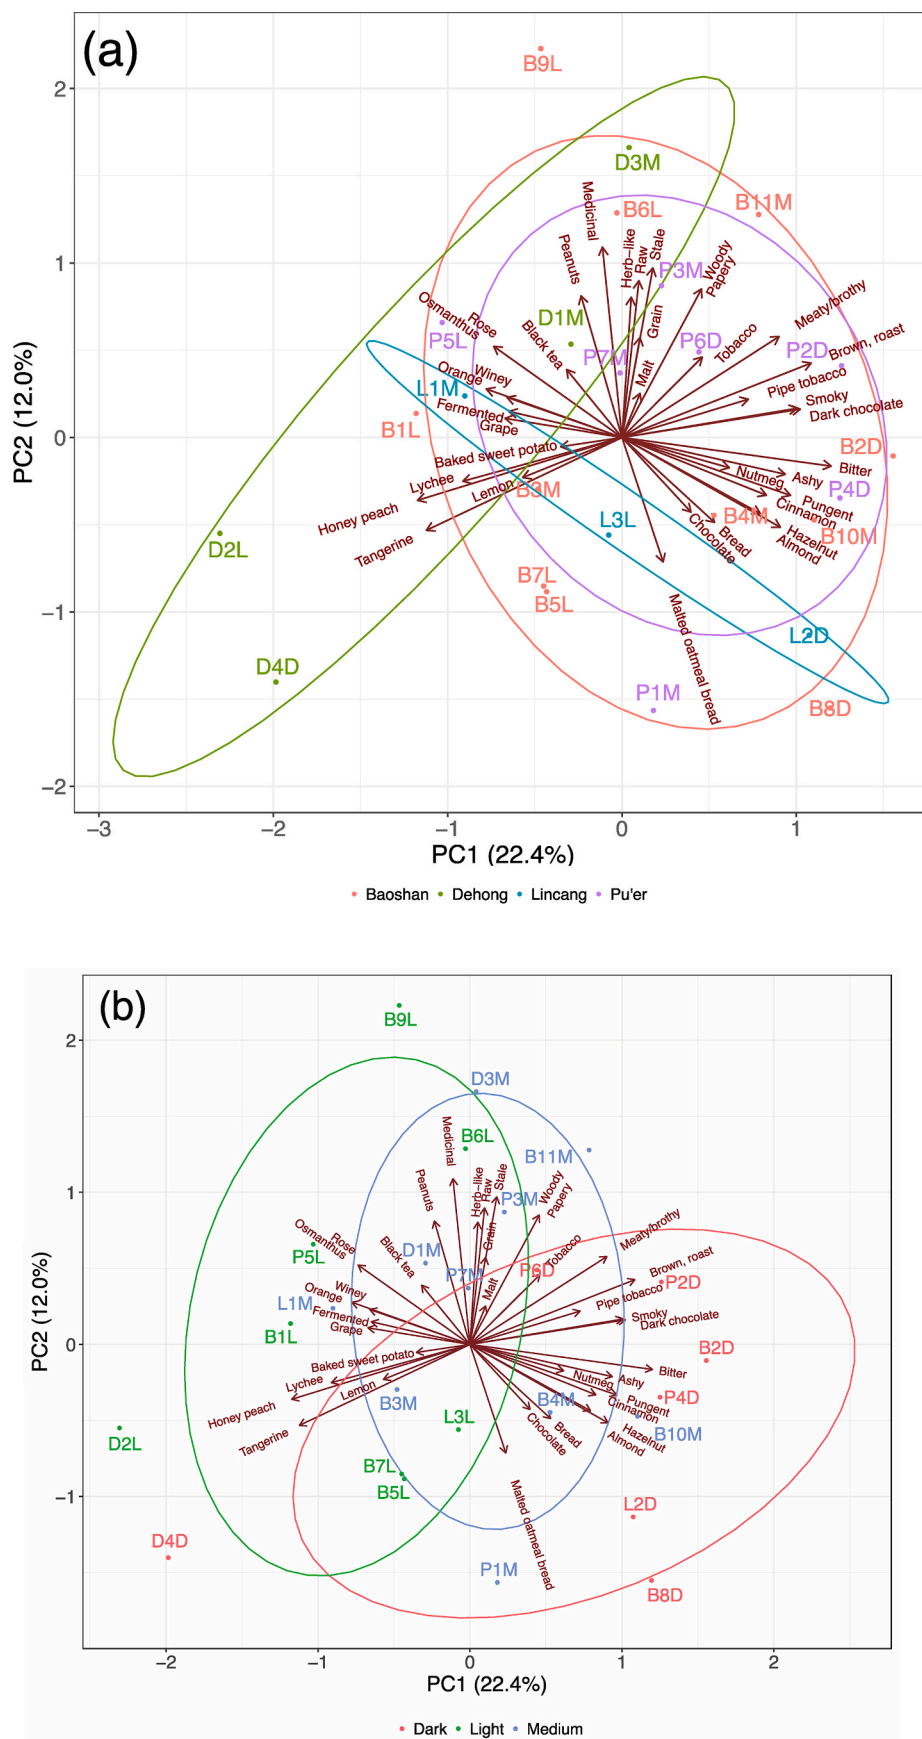 (a)
B9L
2
D3M
Medicinal
B6L
B11M
Peanuts
Herb-like
Raw
Stale
P3M
Woody
Papery
1
Osmanthus
Rose
P5L
Black tea
D1M
P7M
Grain
Malt
P6D
Tobacco
Meaty/brothy
P2D
Brown, roast
Orange
Winey
L1M
Pipe tobacco
Smoky
Dark chocolate
Fermented
Grape
B1L
0
PC2 (12.0%)
Baked sweet potato
B2D
Bitter
Lychee
Lemon
B3M
Nutmeg
Ashy
P4D
Honey peach
Tangerine
L3L
B4M
Pungent
Cinnamon
B10M
Chocolate
Bread
Hazelnut
Almond
D2L
B7L
B5L
−1
Malted oatmeal bread
L2D
D4D
P1M
B8D
−2
−3
−2
−1
0
1
PC1 (22.4%)
Baoshan Dehong Lincang Pu'er
(b)
B9L
2
D3M
Medicinal
B6L
B11M
Peanuts
Herb-like
Raw
Stale
P3M
Woody
Papery
1
Osmanthus
Rose
P5L
Black tea
D1M
P7M
Grain
Malt
P6D
Tobacco
Meaty/brothy
Brown, roast
P2D
Orange
Winey
L1M
Pipe tobacco
Smoky
Dark chocolate
Fermented
Grape
B1L
0
PC2 (12.0%)
Baked sweet potato
B2D
Bitter
Lychee
Lemon
B3M
Nutmeg
Ashy
P4D
Honey peach
Tangerine
L3L
B4M
Pungent
Cinnamon
B10M
Chocolate
Bread
Hazelnut
Almond
D2L
B7L
B5L
−1
Malted oatmeal bread
L2D
D4D
P1M
B8D
−2
−1
0
1
2
PC1 (22.4%)
Dark Light Medium